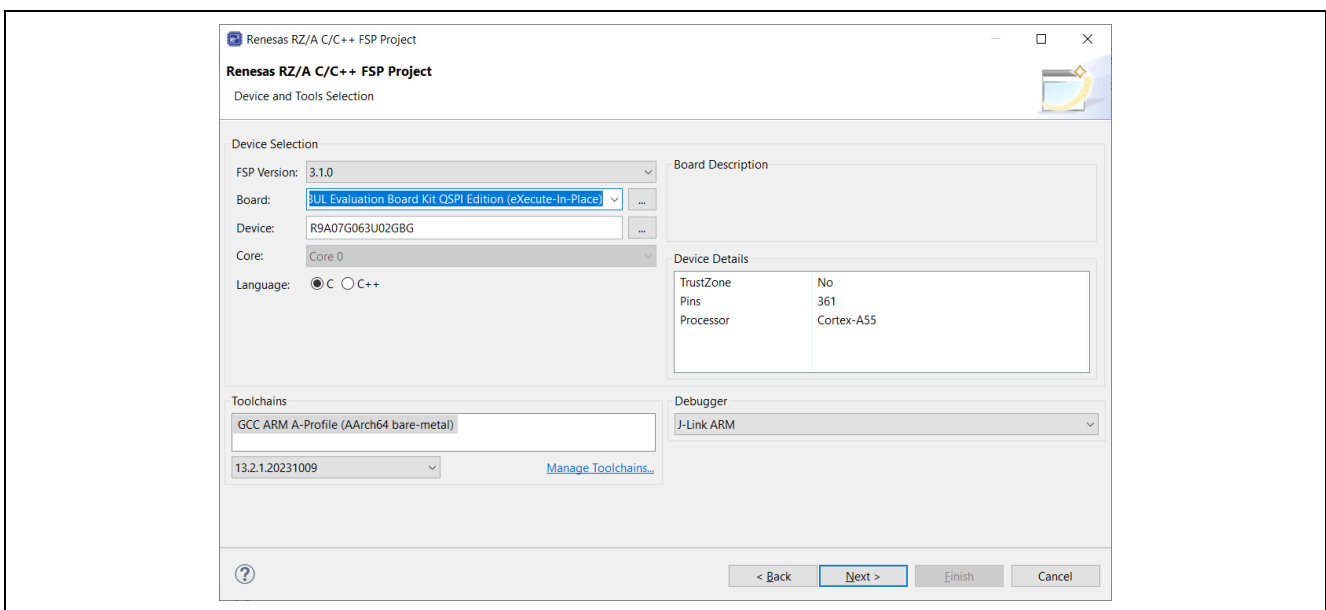 Renesas RZ/A C/C++ FSP Project
Renesas RZ/A C/C++ FSP Project
Device and Tools Selection
Device Selection
FSP Version: 3.1.0
Board: 3UL Evaluation Board Kit QSPI Edition (eXecute-In-Place) ...
Device: R9A07G063U02GBG ...
Core: Core 0
Language: C C++
Board Description
Device Details
TrustZone No
Pins 361
Processor Cortex-A55
Toolchains
GCC ARM A-Profile (AArch64 bare-metal)
13.2.1.20231009 Manage Toolchains...
Debugger
J-Link ARM
? < Back Next > Finish Cancel